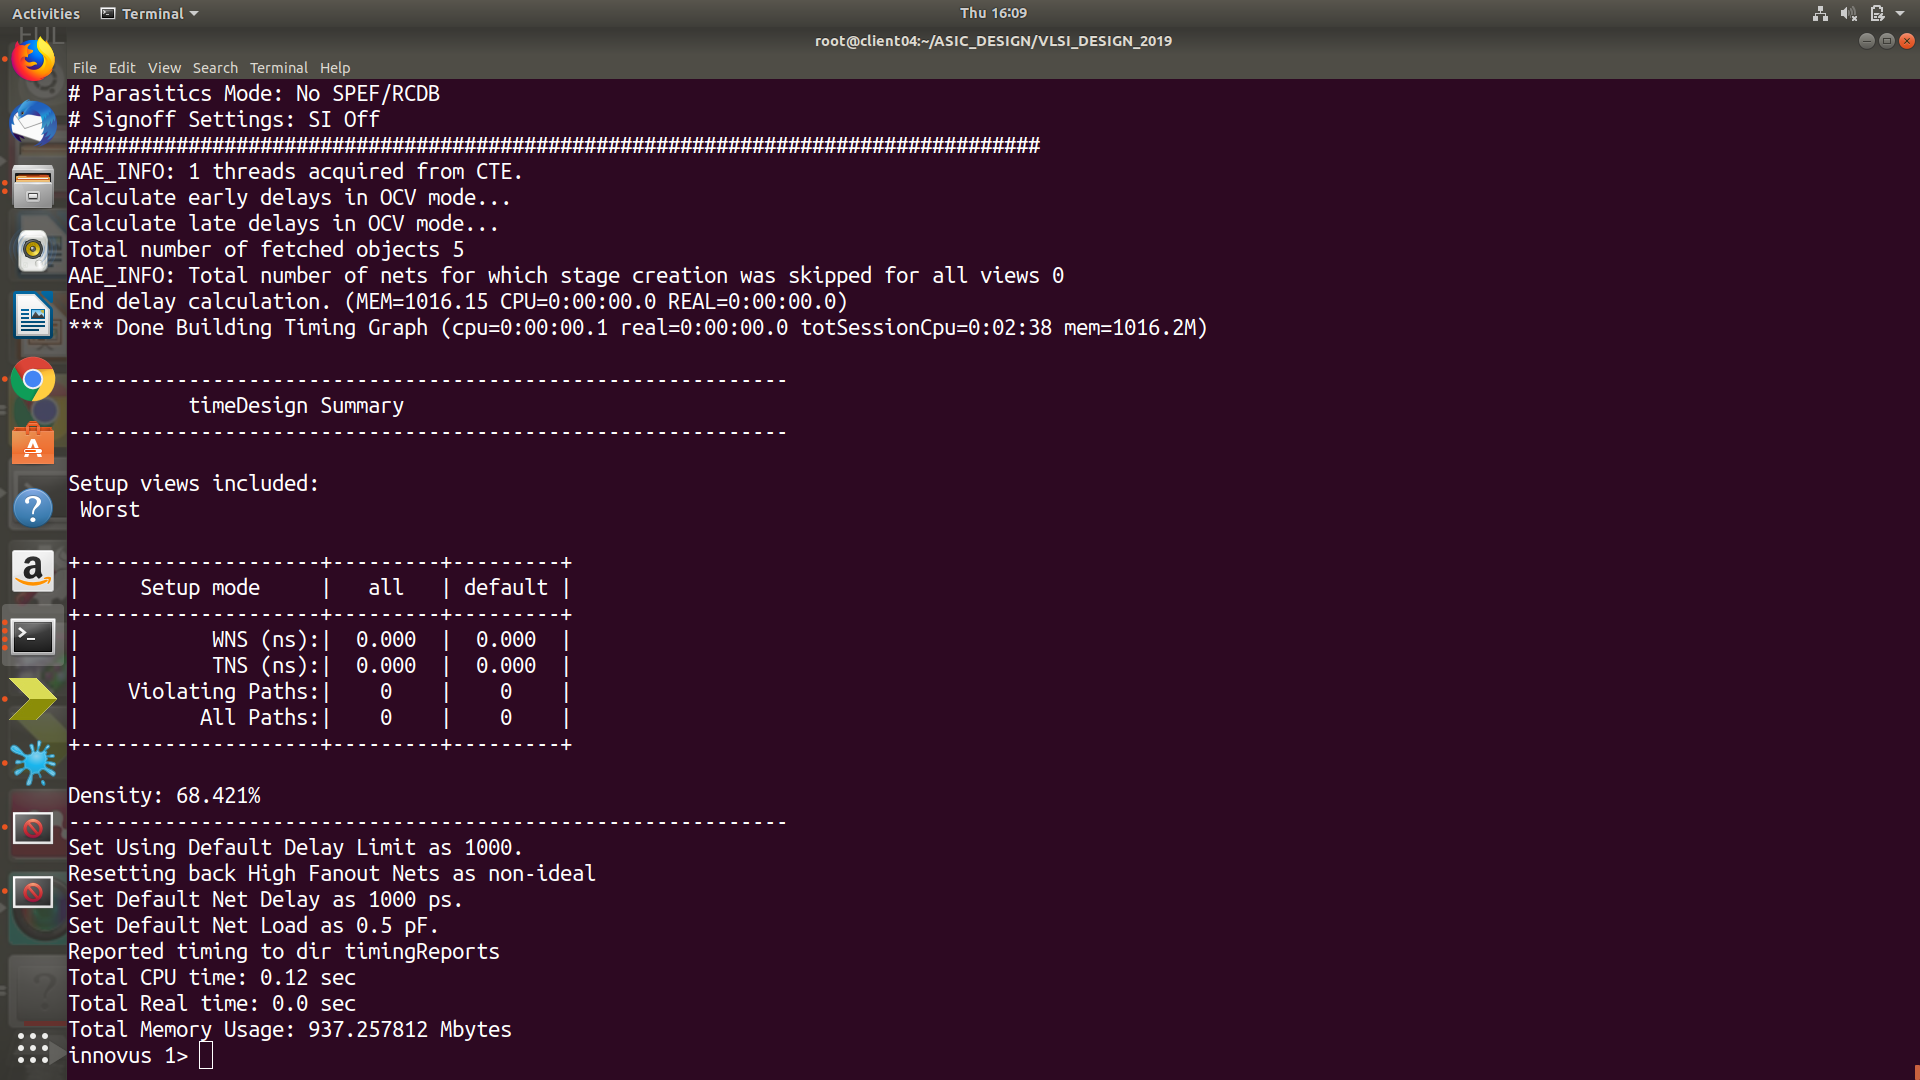 Activities Terminal Thu 16:09
root@client04:~/ASIC_DESIGN/VLSI_DESIGN_2019
File Edit View Search Terminal Help
# Parasitics Mode: No SPEF/RCDB
# Signoff Settings: SI Off
#################################################################################
AAE_INFO: 1 threads acquired from CTE.
Calculate early delays in OCV mode...
Calculate late delays in OCV mode...
Total number of fetched objects 5
AAE_INFO: Total number of nets for which stage creation was skipped for all views 0
End delay calculation. (MEM=1016.15 CPU=0:00:00.0 REAL=0:00:00.0)
*** Done Building Timing Graph (cpu=0:00:00.1 real=0:00:00.0 totSessionCpu=0:02:38 mem=1016.2M)
------------------------------------------------------------
          timeDesign Summary
------------------------------------------------------------
Setup views included:
 Worst
+--------------------+---------+---------+
|     Setup mode     |   all   | default |
+--------------------+---------+---------+
|           WNS (ns):|  0.000  |  0.000  |
|           TNS (ns):|  0.000  |  0.000  |
|    Violating Paths:|    0    |    0    |
|          All Paths:|    0    |    0    |
+--------------------+---------+---------+
Density: 68.421%
------------------------------------------------------------
Set Using Default Delay Limit as 1000.
Resetting back High Fanout Nets as non-ideal
Set Default Net Delay as 1000 ps.
Set Default Net Load as 0.5 pF.
Reported timing to dir timingReports
Total CPU time: 0.12 sec
Total Real time: 0.0 sec
Total Memory Usage: 937.257812 Mbytes
innovus 1>